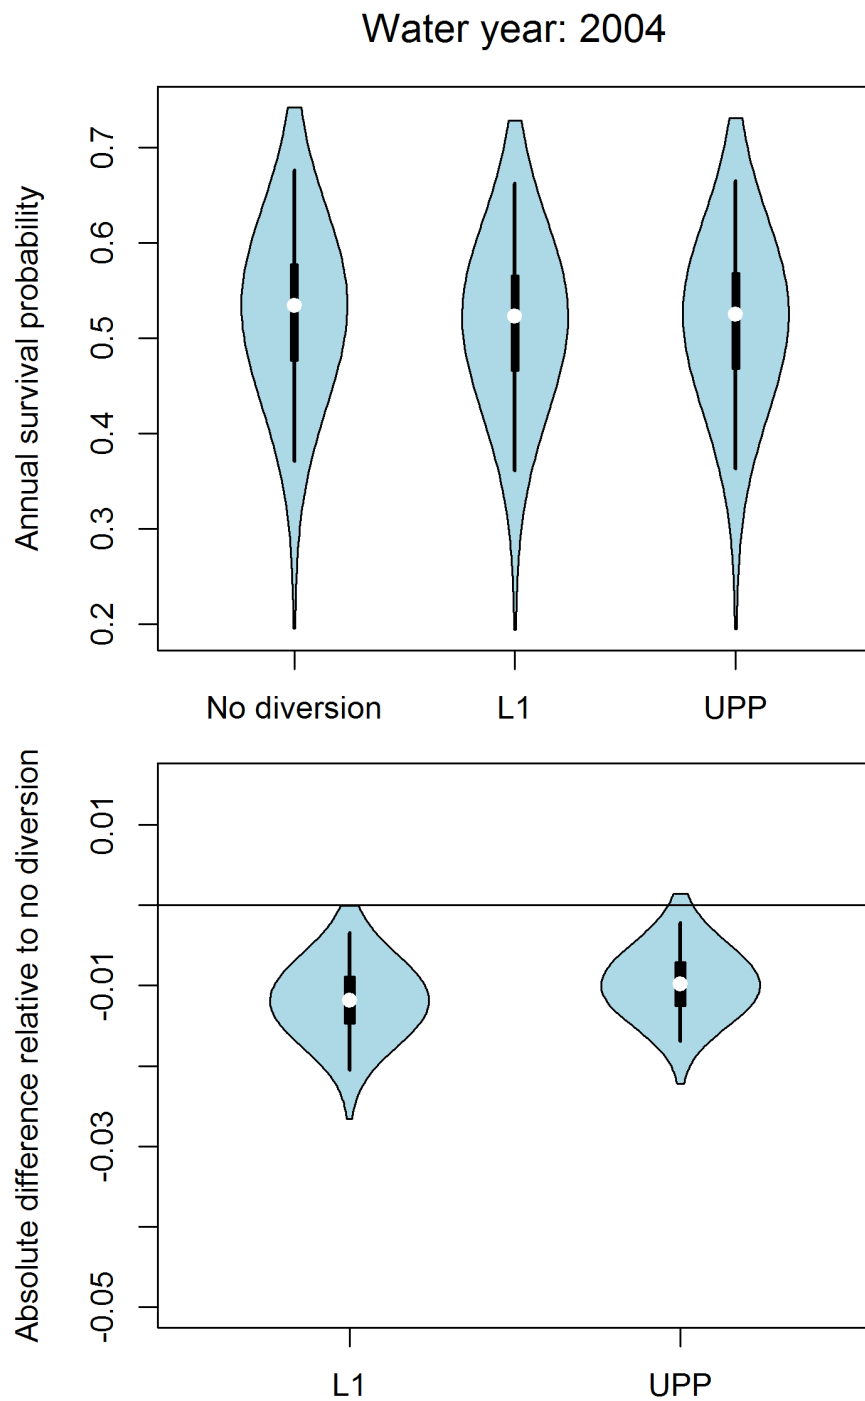 Water year: 2004
Annual survival probability
0.7
0.6
0.5
0.4
0.3
0.2
No diversion L1 UPP
Absolute difference relative to no diversion
0.01
-0.01
-0.03
-0.05
L1 UPP